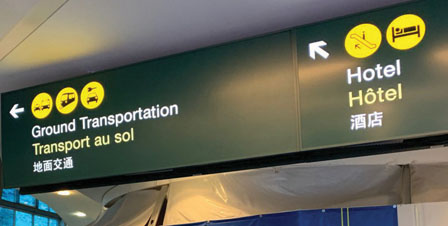 Ground Transportation
Transport au sol
地面交通
Hotel
Hôtel
酒店